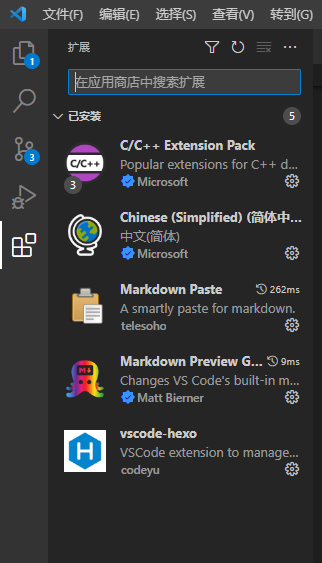 文件(F) 编辑(E) 选择(S) 查看(V) 转到(G)
扩展
在应用商店中搜索扩展
已安装 5
C/C++ Extension Pack
Popular extensions for C++ d...
Microsoft
C/C++
3
Chinese (Simplified) (简体中...
中文(简体)
Microsoft
Markdown Paste 262ms
A smartly paste for markdown.
telesoho
Markdown Preview G... 9ms
Changes VS Code's built-in m...
Matt Bierner
M
vscode-hexo
VSCode extension to manage...
codeyu
H
1
3